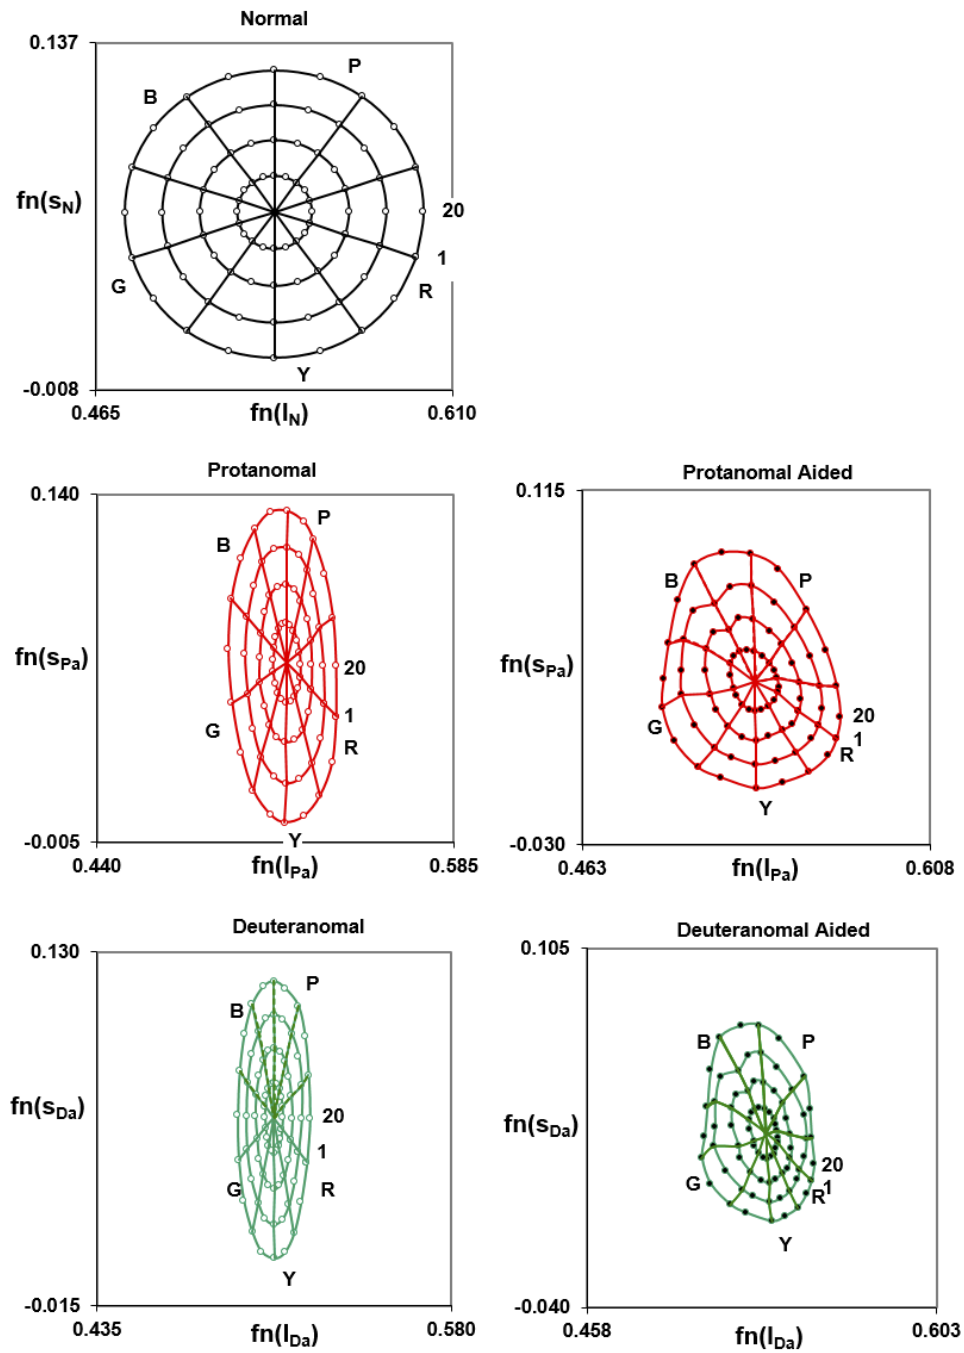 Normal
0.137
P
B
fn(sN)
20
1
G
R
Y
-0.008
0.465
fn(lN)
0.610
Protanomal
0.140
P
B
fn(sPa)
20
1
G
R
Y
-0.005
0.440
fn(lPa)
0.585
Protanomal Aided
0.115
B
P
fn(sPa)
20
G
1
R
Y
-0.030
0.463
fn(lPa)
0.608
Deuteranomal
0.130
P
B
fn(sDa)
20
1
G
R
Y
-0.015
0.435
fn(lDa)
0.580
Deuteranomal Aided
0.105
B
P
fn(sDa)
20
G
1
R
Y
-0.040
0.458
fn(lDa)
0.603